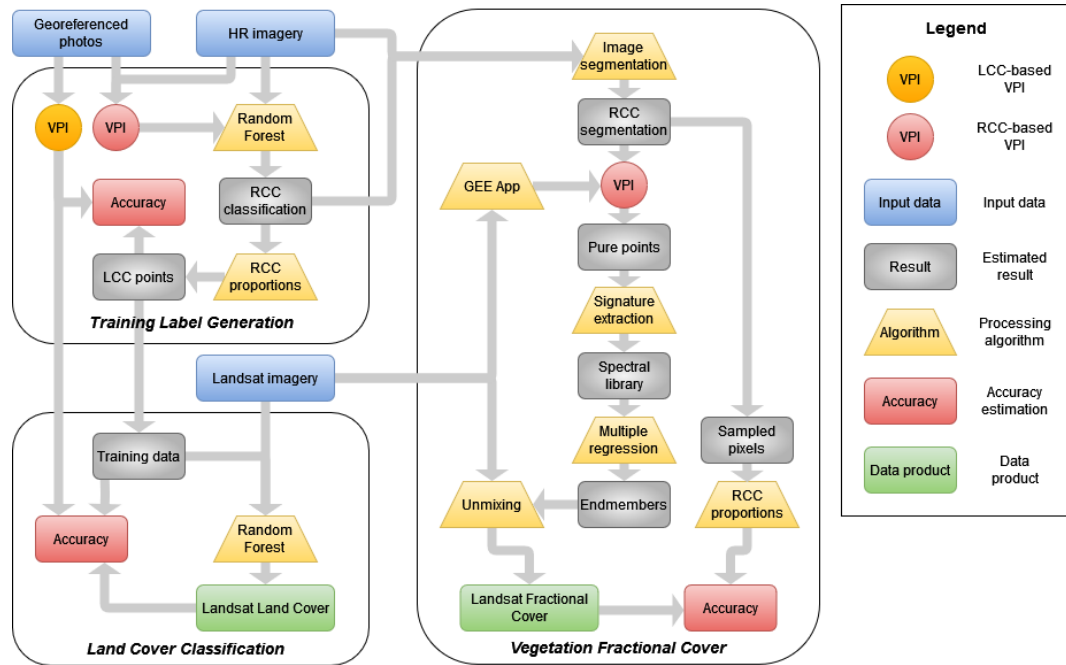 Georeferenced
photos
HR imagery
VPI
VPI
Random
Forest
Accuracy
RCC
classification
LCC points
RCC
proportions
Training Label Generation
Landsat imagery
Training data
Accuracy
Random
Forest
Landsat Land Cover
Land Cover Classification
Image
segmentation
RCC
segmentation
GEE App
VPI
Pure points
Signature
extraction
Spectral
library
Multiple
regression
Sampled
pixels
Unmixing
Endmembers
RCC
proportions
Landsat Fractional
Cover
Accuracy
Vegetation Fractional Cover
Legend
VPI
LCC-based
VPI
VPI
RCC-based
VPI
Input data
Input data
Result
Estimated
result
Algorithm
Processing
algorithm
Accuracy
Accuracy
estimation
Data product
Data
product